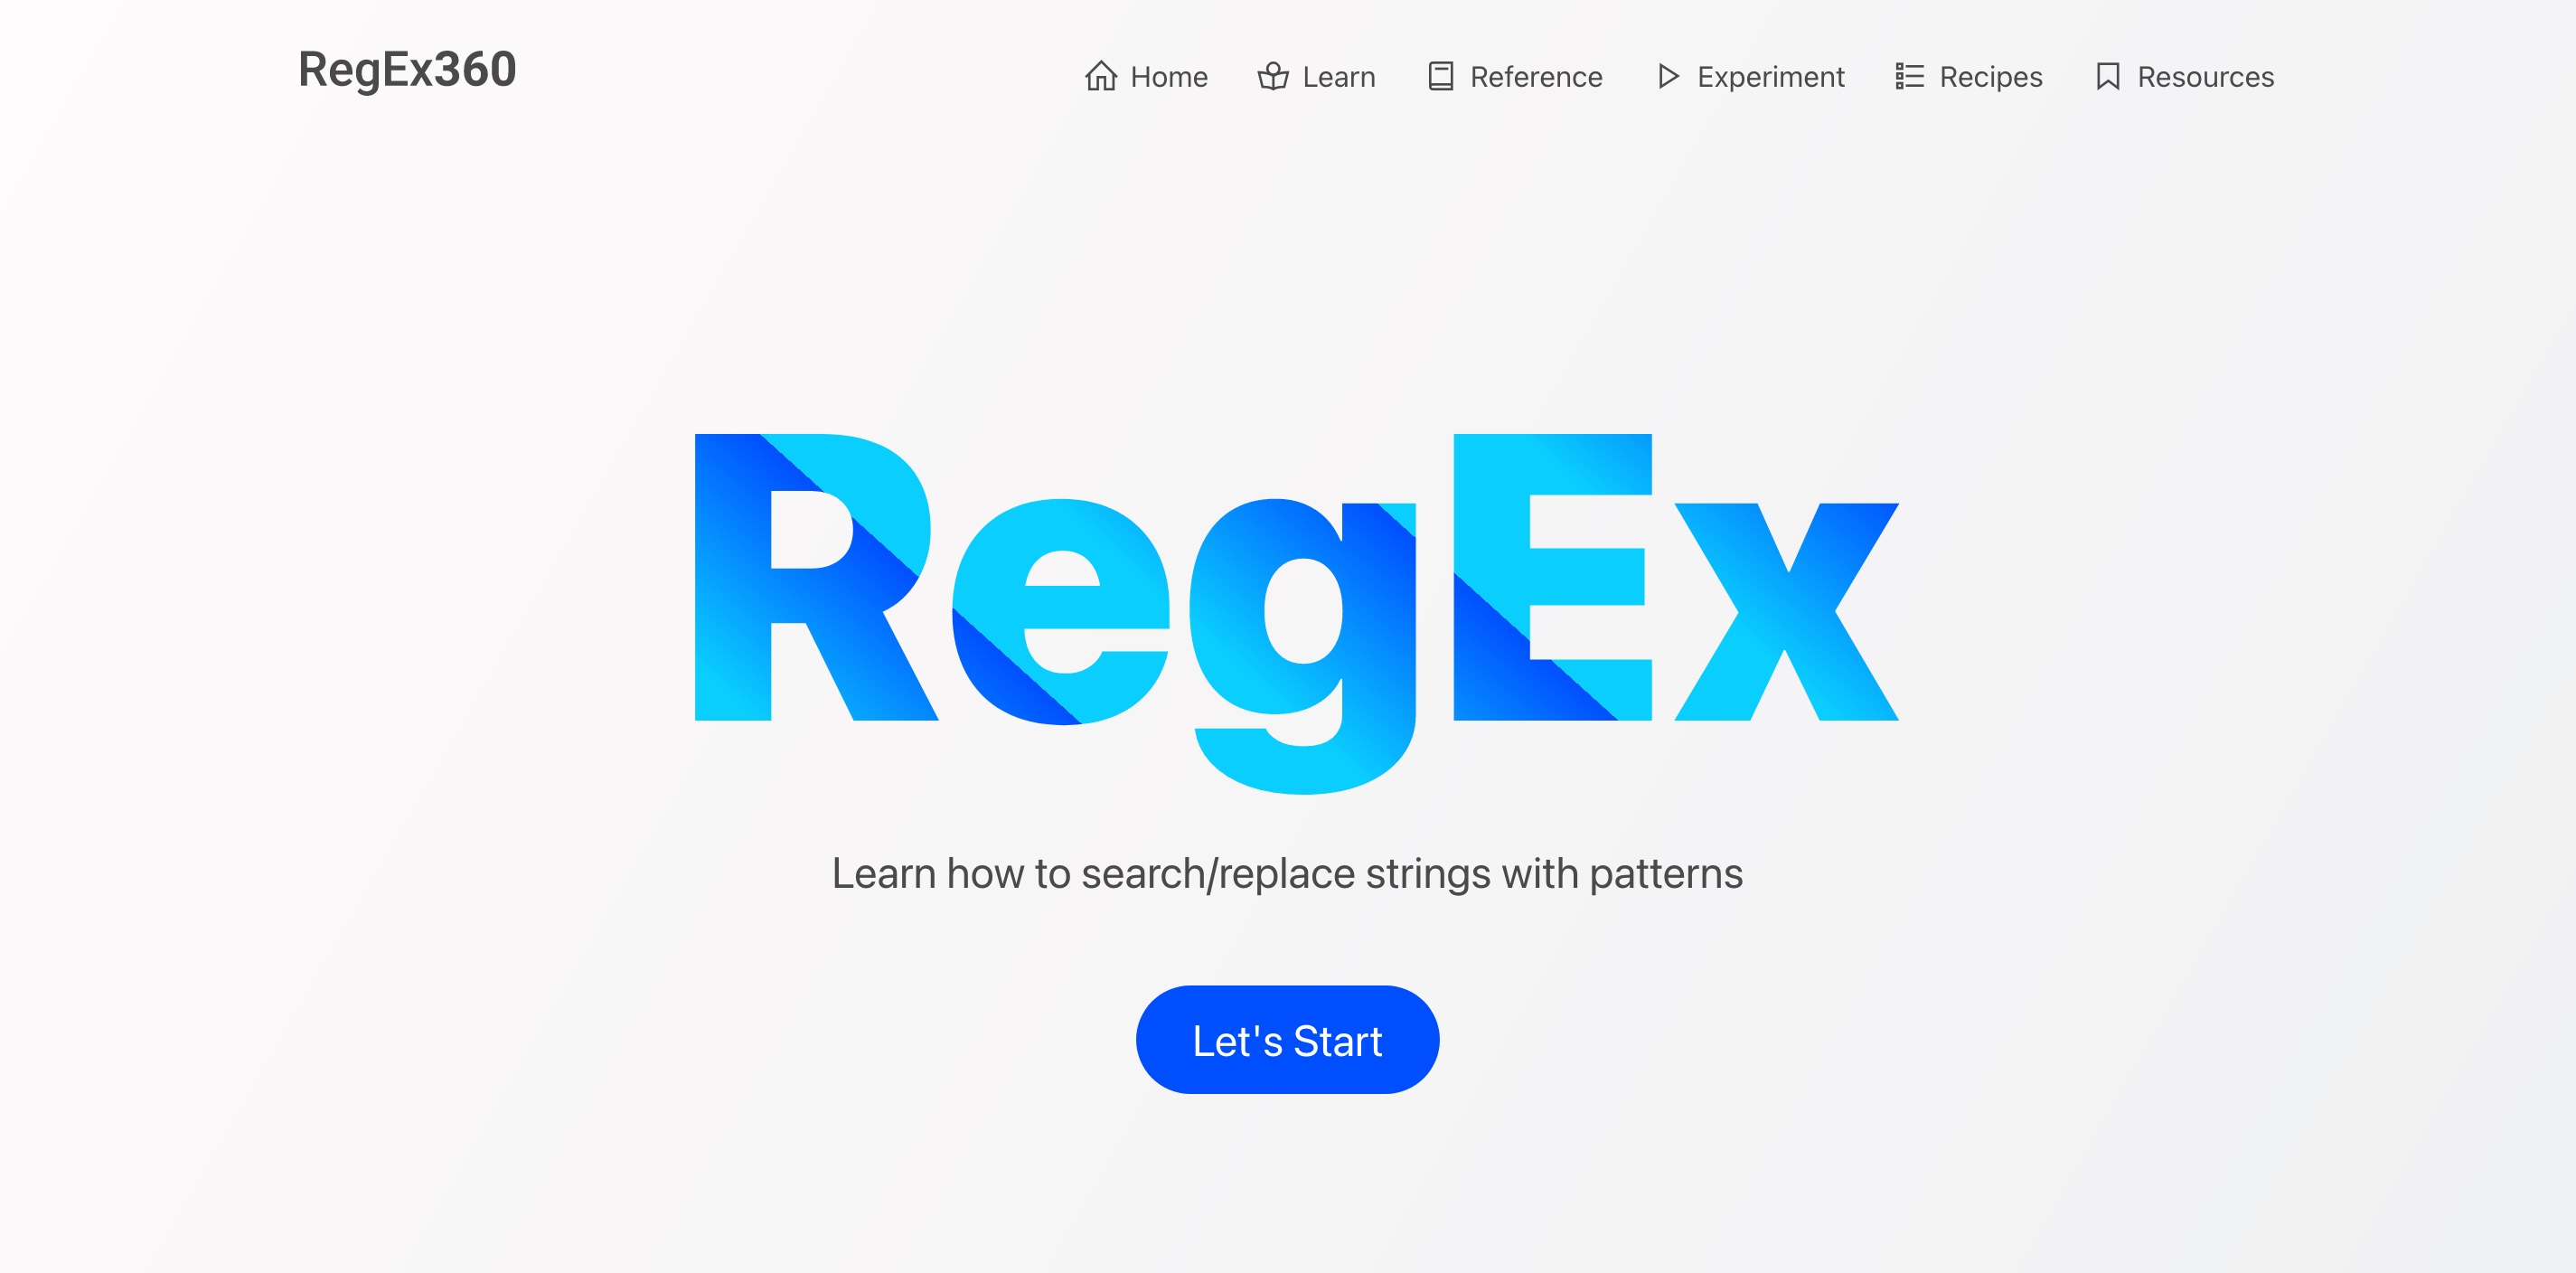 RegEx360
Home Learn Reference Experiment Recipes Resources
RegEx
Learn how to search/replace strings with patterns
Let's Start